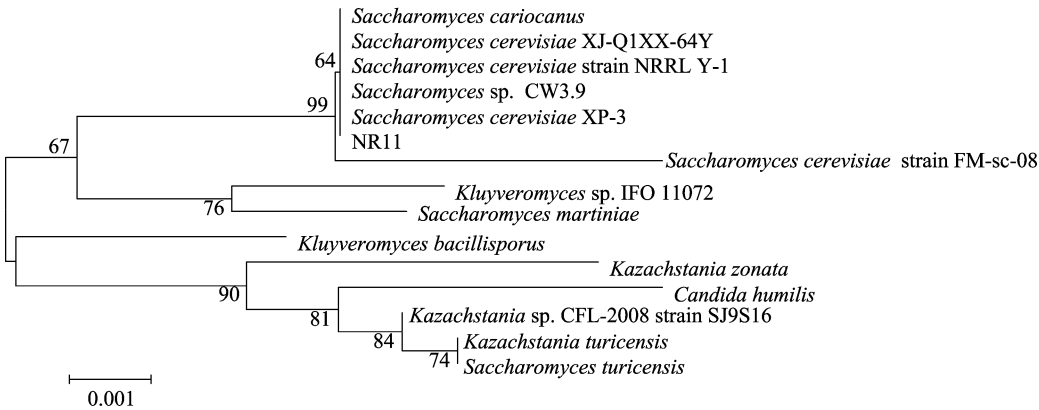 Saccharomyces cariocanus
Saccharomyces cerevisiae XJ-Q1XX-64Y
64
Saccharomyces cerevisiae strain NRRL Y-1
Saccharomyces sp. CW3.9
99
Saccharomyces cerevisiae XP-3
NR11
67
Saccharomyces cerevisiae strain FM-sc-08
Kluyveromyces sp. IFO 11072
76
Saccharomyces martiniae
Kluyveromyces bacillisporus
Kazachstania zonata
90
Candida humilis
81
Kazachstania sp. CFL-2008 strain SJ9S16
84
Kazachstania turicensis
74
Saccharomyces turicensis
0.001